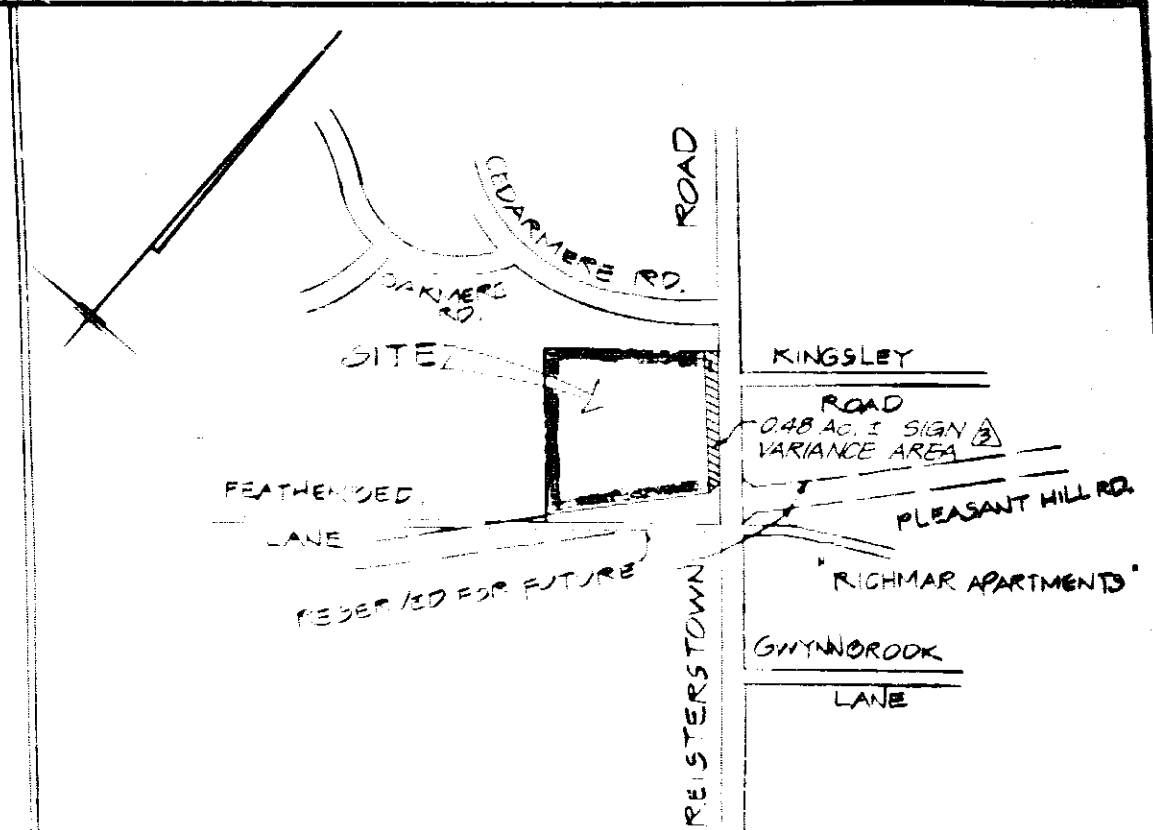 ROAD
CEDARMERE RD.
OAKMERE
RD.
SITE
KINGSLEY
ROAD
0.48 AC. ± SIGN 3
VARIANCE AREA
FEATHERBED
LANE
PLEASANT HILL RD.
RESERVED FOR FUTURE
"RICHMAR APARTMENTS"
REISTERSTOWN
GWYNNBROOK
LANE